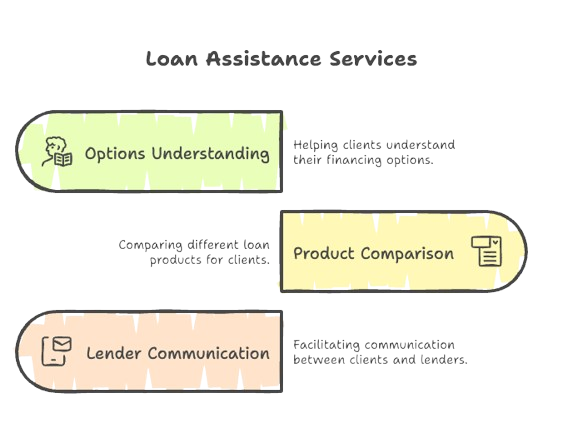 Loan Assistance Services
Options Understanding
Helping clients understand
their financing options.
Comparing different loan
products for clients.
Product Comparison
Lender Communication
Facilitating communication
between clients and lenders.